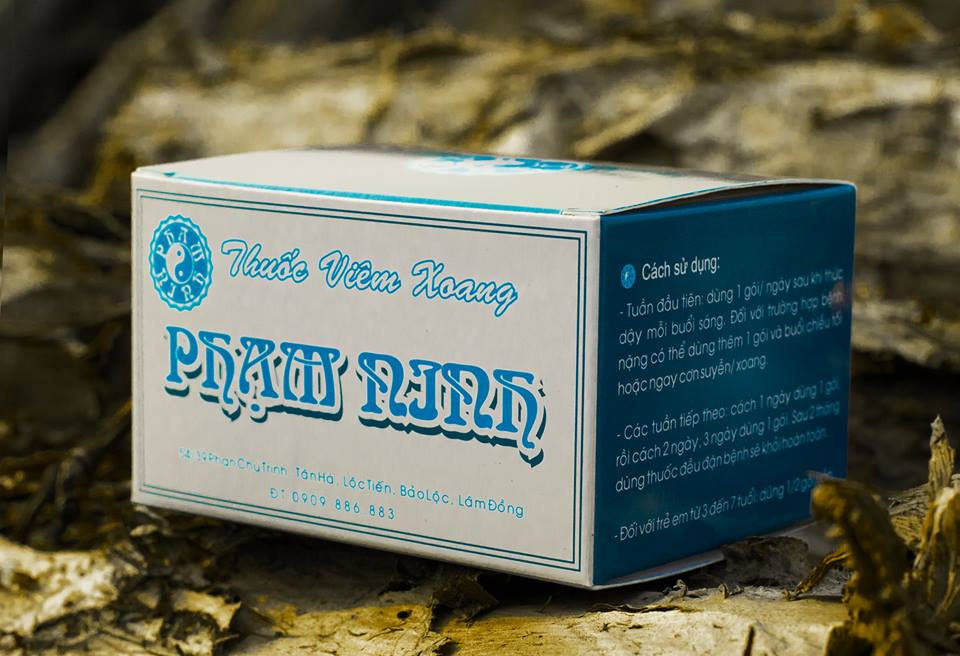 PHẠM
Thuốc Viêm Xoang
PHẠM NINH
54/39 Phan Chu Trinh, Tân Hà, Lộc Tiến, Bảo Lộc, Lâm Đồng
ĐT: 0909 886 883
Cách sử dụng:
- Tuần đầu tiên: dùng 1 gói/ ngày sau khi thức
dậy mỗi buổi sáng. Đối với trường hợp bệnh
nặng có thể dùng thêm 1 gói và buổi chiều tối
hoặc ngay cơn suyễn/ xoang.
- Các tuần tiếp theo: cách 1 ngày dùng 1 gói,
rồi cách 2 ngày, 3 ngày dùng 1 gói. Sau 2 tháng
dùng thuốc đều đặn bệnh sẽ khỏi hoàn toàn.
- Đối với trẻ em từ 3 đến 7 tuổi: dùng 1/2 gói